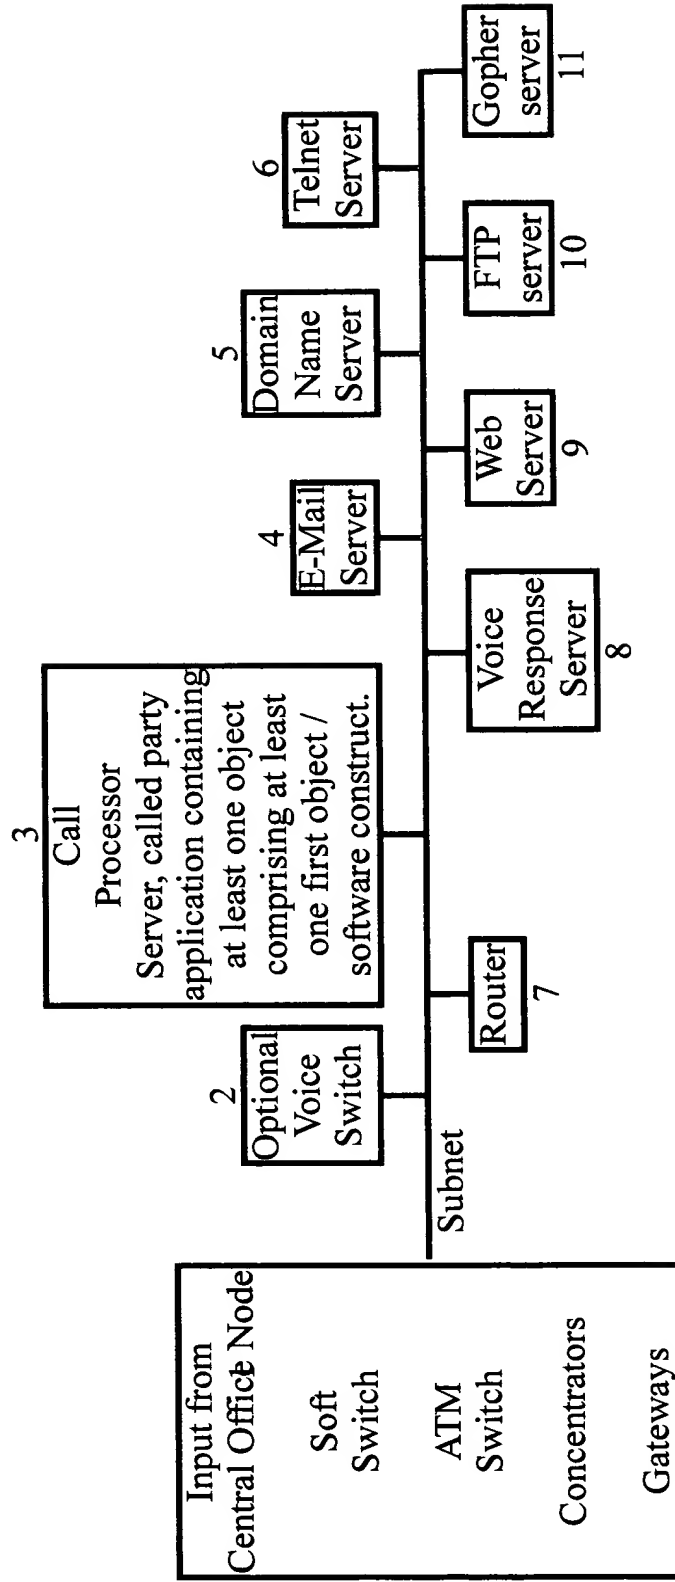 Input from
Central Office Node
Soft
Switch
ATM
Switch
Concentrators
Gateways
Subnet
2
Optional
Voice
Switch
3
Call
Processor
Server, called party
application containing
at least one object
comprising at least
one first object /
software construct.
4
E-Mail
Server
5
Domain
Name
Server
6
Telnet
Server
Router
7
Voice
Response
Server
8
Web
Server
9
FTP
server
10
Gopher
server
11